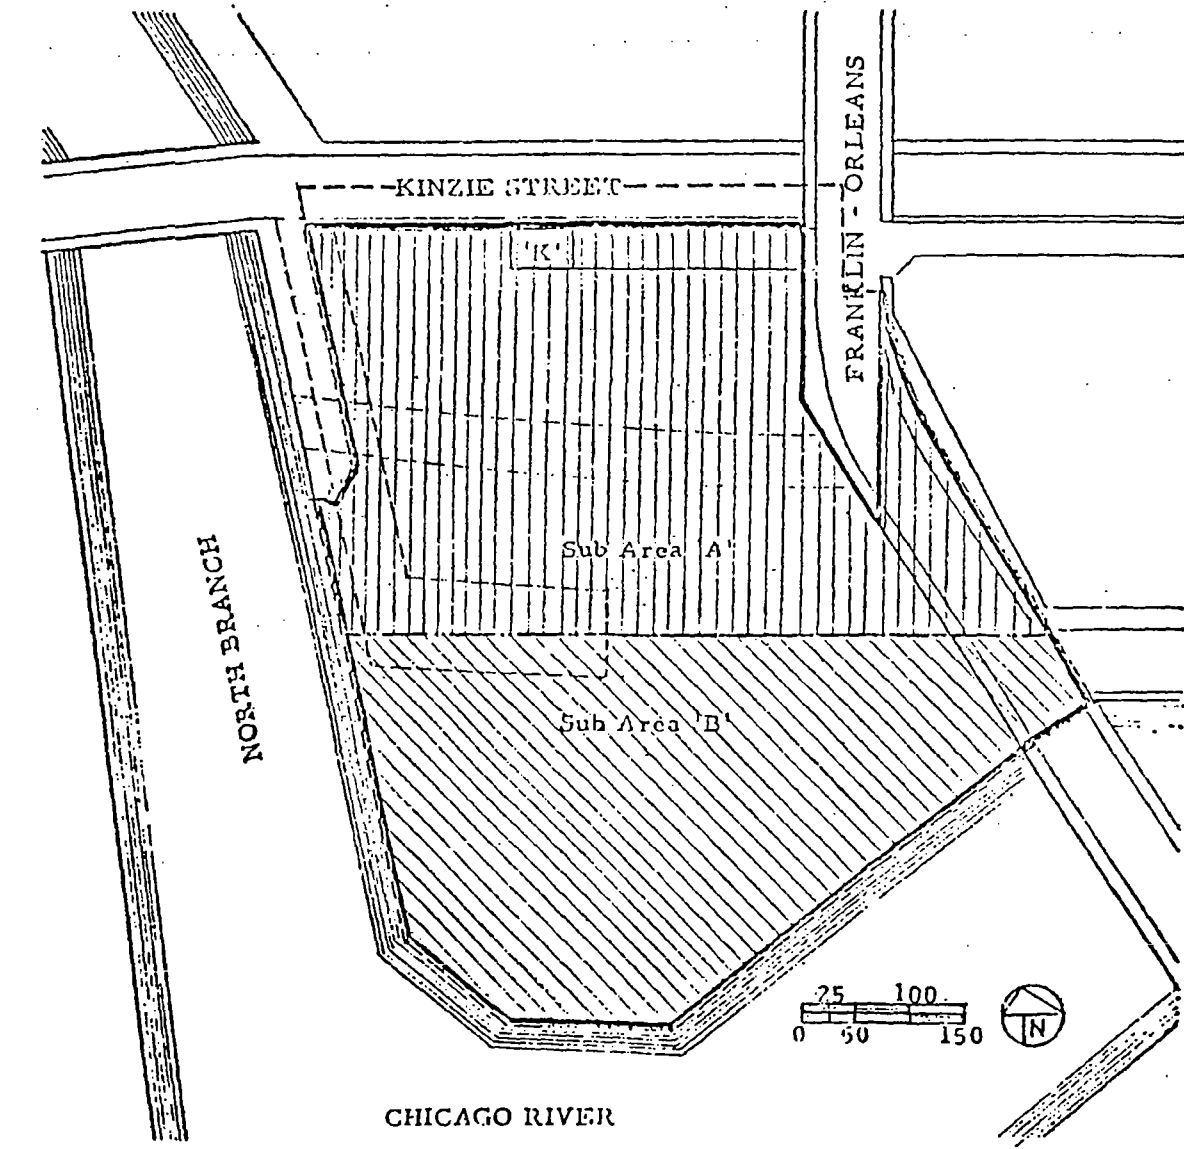 KINZIE STREET
FRANKLIN - ORLEANS
'K'
Sub Area 'A'
NORTH BRANCH
Sub Area 'B'
25 100
0 50 150
N
CHICAGO RIVER